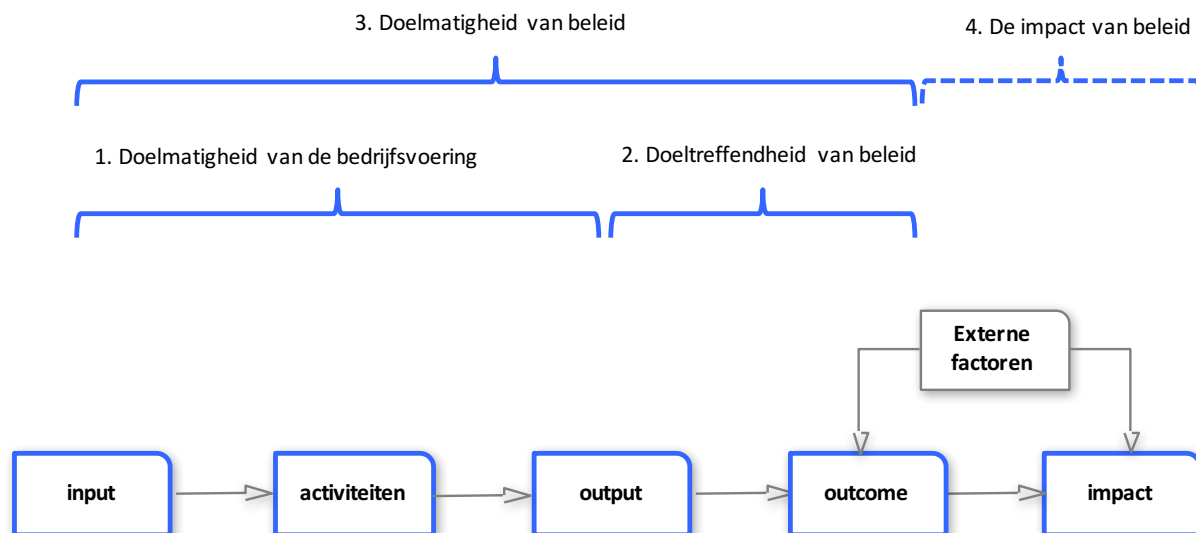 3. Doelmatigheid van beleid
4. De impact van beleid
1. Doelmatigheid van de bedrijfsvoering
2. Doeltreffendheid van beleid
Externe
factoren
input
activiteiten
output
outcome
impact